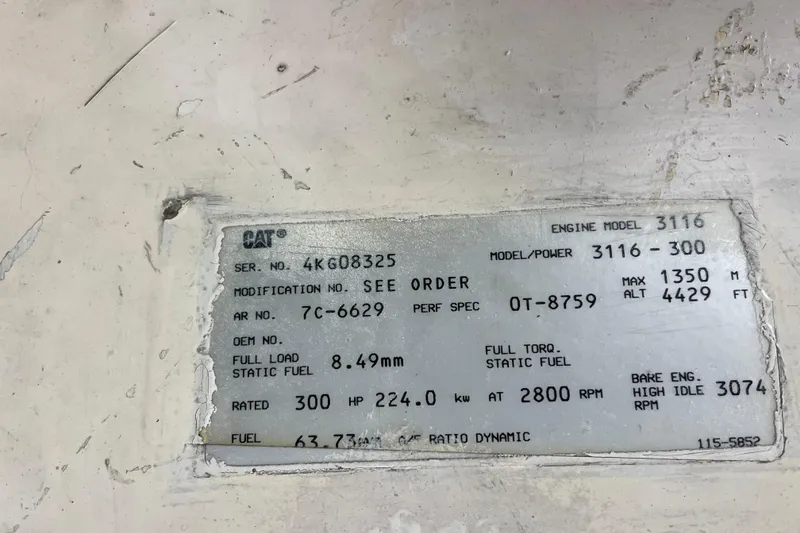 CAT®
ENGINE MODEL 3116
SER. NO. 4KG08325
MODEL/POWER 3116 - 300
MODIFICATION NO. SEE ORDER
MAX 1350 M
ALT 4429 FT
AR NO. 7C-6629 PERF SPEC 0T-8759
OEM NO.
FULL LOAD
STATIC FUEL 8.49mm
FULL TORQ.
STATIC FUEL
RATED 300 HP 224.0 kw AT 2800 RPM
BARE ENG.
HIGH IDLE 3074
RPM
FUEL 63.73 A/F RATIO DYNAMIC
115-5852